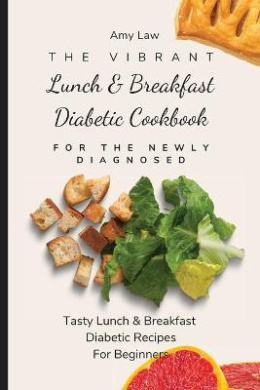 Amy Law
THE VIBRANT
Lunch & Breakfast
Diabetic Cookbook
FOR THE NEWLY
DIAGNOSED
Tasty Lunch & Breakfast
Diabetic Recipes
For Beginners